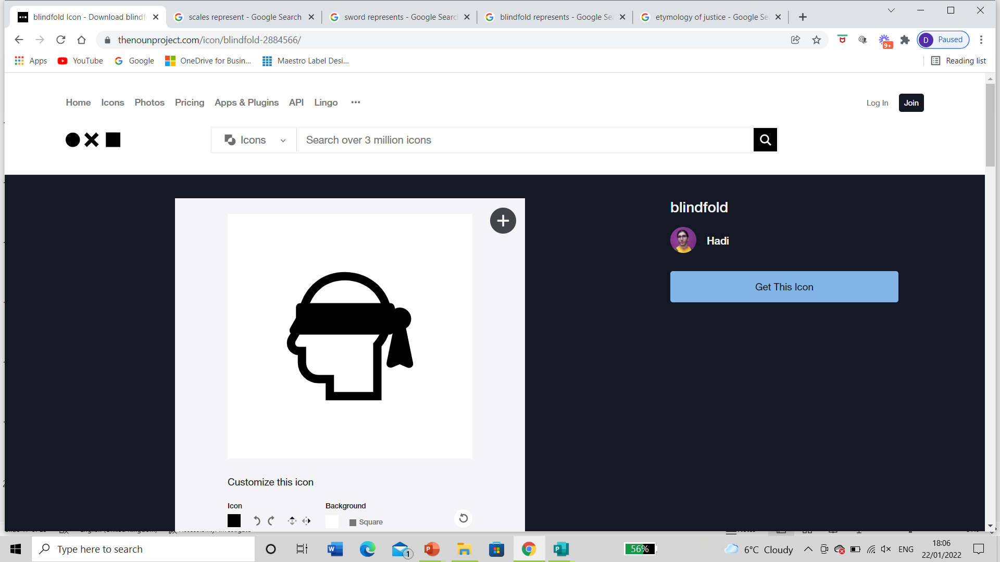 blindfold Icon - Download blindf
scales represent - Google Search
sword represents - Google Searc
blindfold represents - Google Se
etymology of justice - Google Se
thenounproject.com/icon/blindfold-2884566/
9+
D
Paused
Apps
YouTube
Google
OneDrive for Busin...
Maestro Label Desi...
Reading list
Home
Icons
Photos
Pricing
Apps & Plugins
API
Lingo
•••
Log In
Join
Icons
Search over 3 million icons
blindfold
Hadi
Get This Icon
Customize this icon
Icon
Background
Square
Type here to search
1
56%
6°C Cloudy
ENG
18:06
22/01/2022